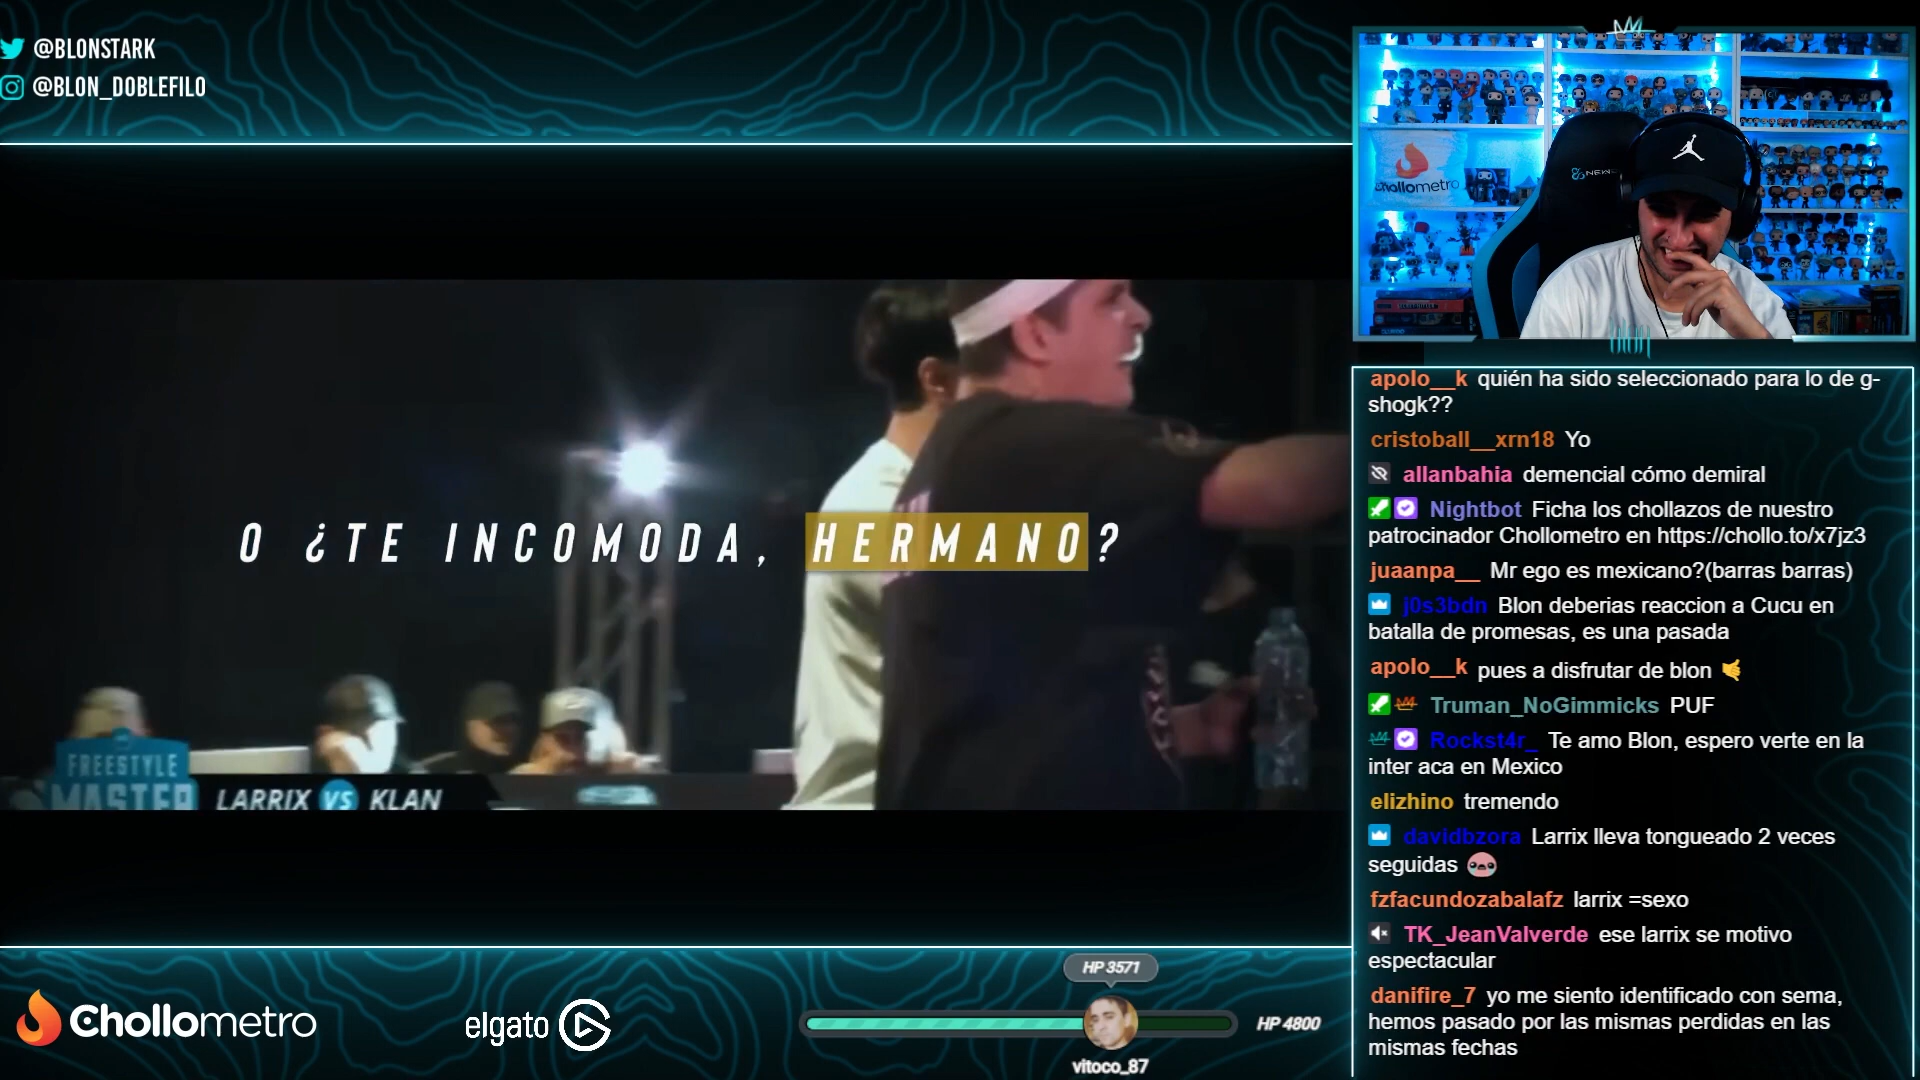 @BLONSTARK
@BLON_DOBLEFILO
Chollometro
O ¿TE INCOMODA, HERMANO?
FREESTYLE
MASTER
LARRIX VS KLAN
apolo__k quién ha sido seleccionado para lo de g-
shogk??
cristoball__xrn18 Yo
allanbahia demencial cómo demiral
Nightbot Ficha los chollazos de nuestro
patrocinador Chollometro en https://chollo.to/x7jz3
juaanpa__ Mr ego es mexicano?(barras barras)
j0s3bdn Blon deberias reaccion a Cucu en
batalla de promesas, es una pasada
apolo__k pues a disfrutar de blon 🤙
Truman_NoGimmicks PUF
Rockst4r_ Te amo Blon, espero verte en la
inter aca en Mexico
elizhino tremendo
davidbzora Larrix lleva tongueado 2 veces
seguidas
fzfacundozabalafz larrix =sexo
TK_JeanValverde ese larrix se motivo
espectacular
danifire_7 yo me siento identificado con sema,
hemos pasado por las mismas perdidas en las
mismas fechas
Chollometro
elgato
HP 3571
HP 4800
vitoco_87